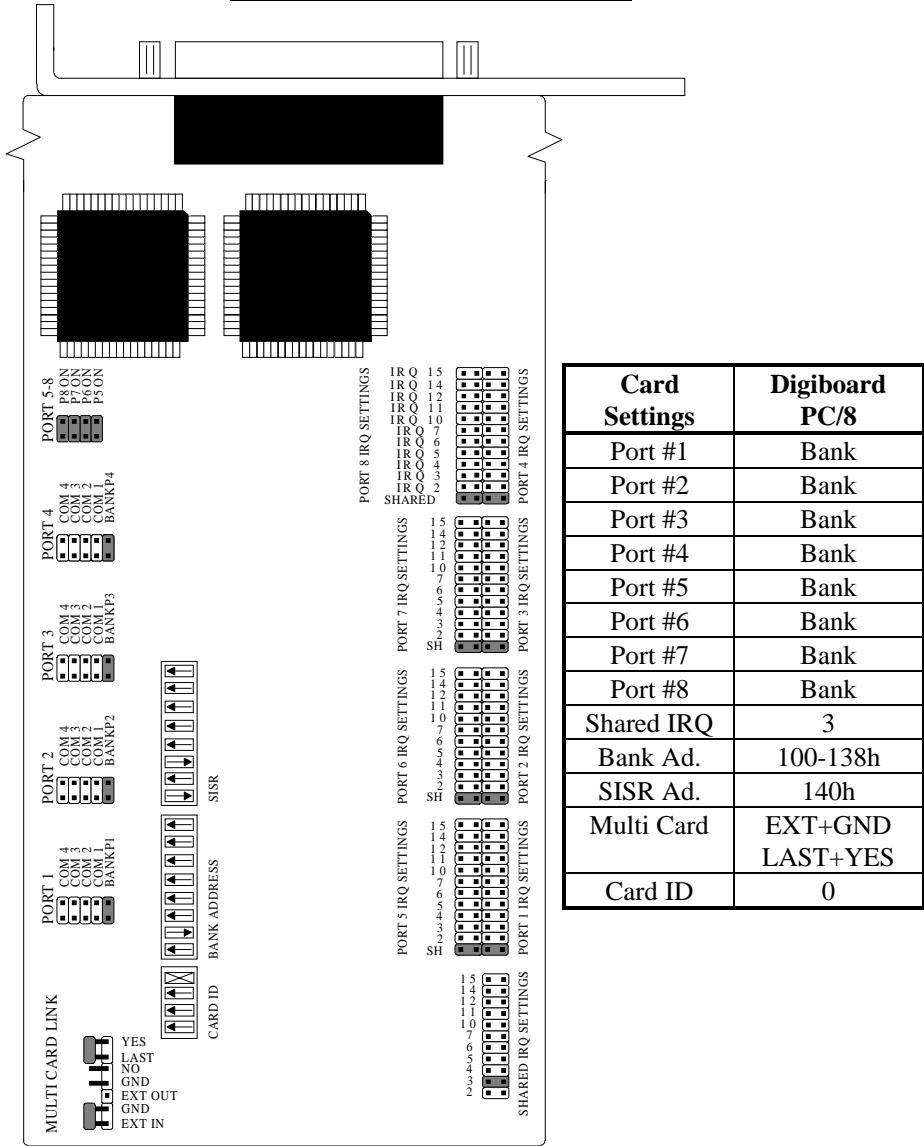 PORT 5-8
P8 ON
P7 ON
P6 ON
P5 ON
PORT 4
COM 4
COM 3
COM 2
COM 1
BANKP4
PORT 3
COM 4
COM 3
COM 2
COM 1
BANKP3
PORT 2
COM 4
COM 3
COM 2
COM 1
BANKP2
PORT 1
COM 4
COM 3
COM 2
COM 1
BANKP1
SISR
BANK ADDRESS
CARD ID
MULTI CARD LINK
YES
LAST
NO
GND
EXT OUT
GND
EXT IN
PORT 8 IRQ SETTINGS
IRQ 15
IRQ 14
IRQ 12
IRQ 11
IRQ 10
IRQ 7
IRQ 6
IRQ 5
IRQ 4
IRQ 3
IRQ 2
SHARED
PORT 4 IRQ SETTINGS
PORT 7 IRQ SETTINGS
15
14
12
11
10
7
6
5
4
3
2
SH
PORT 3 IRQ SETTINGS
PORT 6 IRQ SETTINGS
15
14
12
11
10
7
6
5
4
3
2
SH
PORT 2 IRQ SETTINGS
PORT 5 IRQ SETTINGS
15
14
12
11
10
7
6
5
4
3
2
SH
PORT 1 IRQ SETTINGS
15
14
12
11
10
7
6
5
4
3
2
SHARED IRQ SETTINGS
Card Settings Digiboard PC/8
Port #1 Bank
Port #2 Bank
Port #3 Bank
Port #4 Bank
Port #5 Bank
Port #6 Bank
Port #7 Bank
Port #8 Bank
Shared IRQ 3
Bank Ad. 100-138h
SISR Ad. 140h
Multi Card EXT+GND
LAST+YES
Card ID 0